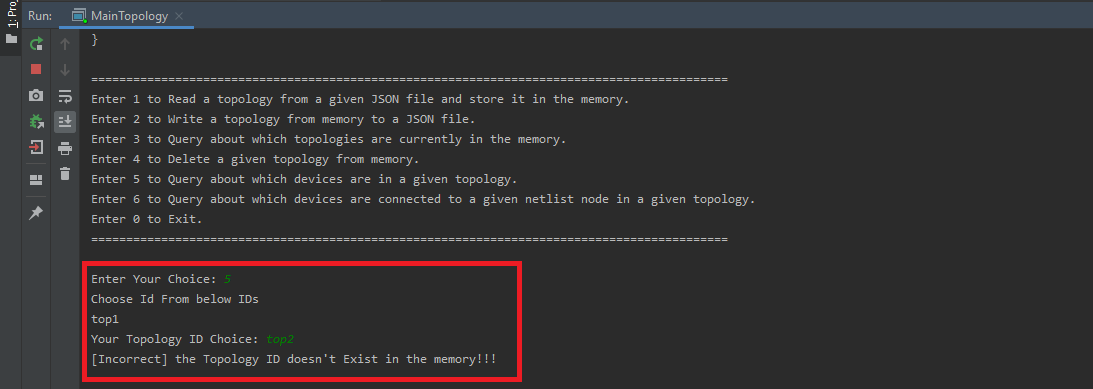 1: Pro
Run: MainTopology
}
===========================================================================================
Enter 1 to Read a topology from a given JSON file and store it in the memory.
Enter 2 to Write a topology from memory to a JSON file.
Enter 3 to Query about which topologies are currently in the memory.
Enter 4 to Delete a given topology from memory.
Enter 5 to Query about which devices are in a given topology.
Enter 6 to Query about which devices are connected to a given netlist node in a given topology.
Enter 0 to Exit.
===========================================================================================
Enter Your Choice: 5
Choose Id From below IDs
top1
Your Topology ID Choice: top2
[Incorrect] the Topology ID doesn't Exist in the memory!!!